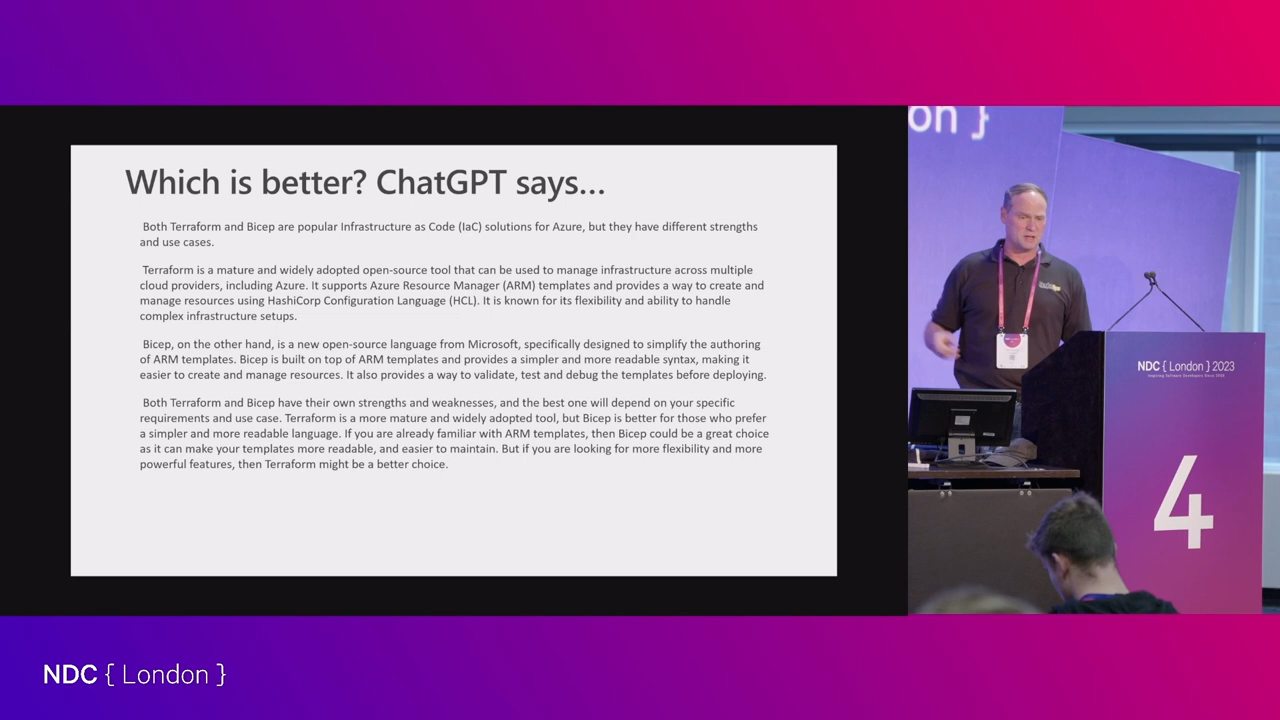 Which is better? ChatGPT says...
Both Terraform and Bicep are popular Infrastructure as Code (IaC) solutions for Azure, but they have different strengths
and use cases.
Terraform is a mature and widely adopted open-source tool that can be used to manage infrastructure across multiple
cloud providers, including Azure. It supports Azure Resource Manager (ARM) templates and provides a way to create and
manage resources using HashiCorp Configuration Language (HCL). It is known for its flexibility and ability to handle
complex infrastructure setups.
Bicep, on the other hand, is a new open-source language from Microsoft, specifically designed to simplify the authoring
of ARM templates. Bicep is built on top of ARM templates and provides a simpler and more readable syntax, making it
easier to create and manage resources. It also provides a way to validate, test and debug the templates before deploying.
Both Terraform and Bicep have their own strengths and weaknesses, and the best one will depend on your specific
requirements and use case. Terraform is a more mature and widely adopted tool, but Bicep is better for those who prefer
a simpler and more readable language. If you are already familiar with ARM templates, then Bicep could be a great choice
as it can make your templates more readable, and easier to maintain. But if you are looking for more flexibility and more
powerful features, then Terraform might be a better choice.
on }
NDC { London } 2023
Inspiring Software Developers Since 2008
4
NDC { London }